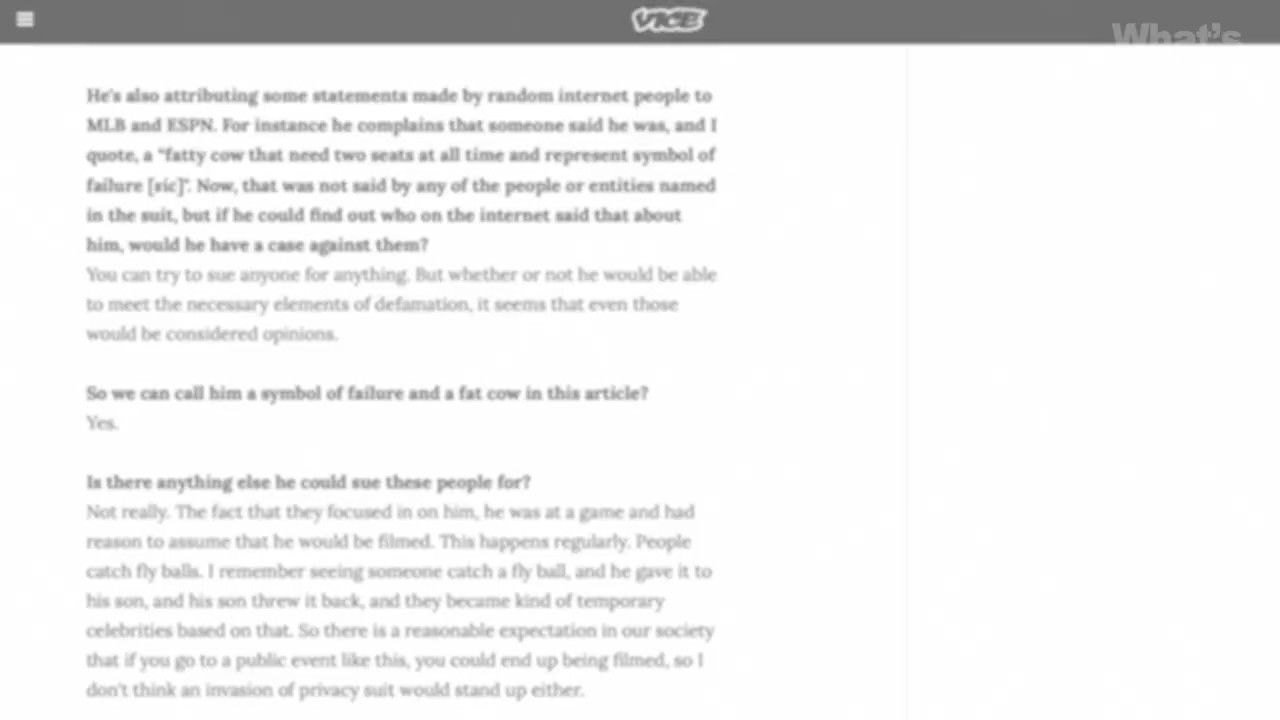 VICE
What's
He's also attributing some statements made by random internet people to
MLB and ESPN. For instance he complains that someone said he was, and I
quote, a "fatty cow that need two seats at all time and represent symbol of
failure [sic]". Now, that was not said by any of the people or entities named
in the suit, but if he could find out who on the internet said that about
him, would he have a case against them?
You can try to sue anyone for anything. But whether or not he would be able
to meet the necessary elements of defamation, it seems that even those
would be considered opinions.
So we can call him a symbol of failure and a fat cow in this article?
Yes.
Is there anything else he could sue these people for?
Not really. The fact that they focused in on him, he was at a game and had
reason to assume that he would be filmed. This happens regularly. People
catch fly balls. I remember seeing someone catch a fly ball, and he gave it to
his son, and his son threw it back, and they became kind of temporary
celebrities based on that. So there is a reasonable expectation in our society
that if you go to a public event like this, you could end up being filmed, so I
don't think an invasion of privacy suit would stand up either.